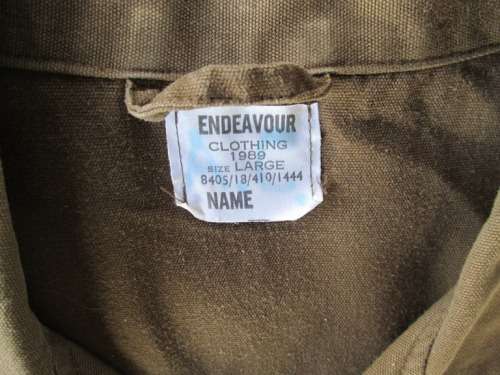 ENDEAVOUR
CLOTHING
1989
SIZE LARGE
8405/18/410/1444
NAME